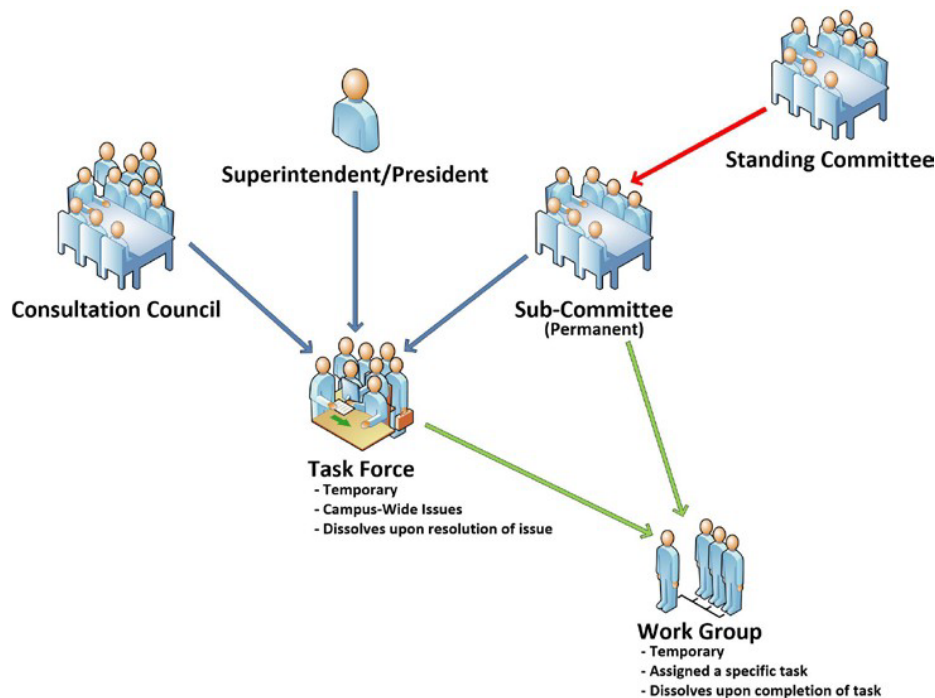 Standing Committee
Superintendent/President
Consultation Council
Sub-Committee
(Permanent)
Task Force
- Temporary
- Campus-Wide Issues
- Dissolves upon resolution of issue
Work Group
- Temporary
- Assigned a specific task
- Dissolves upon completion of task